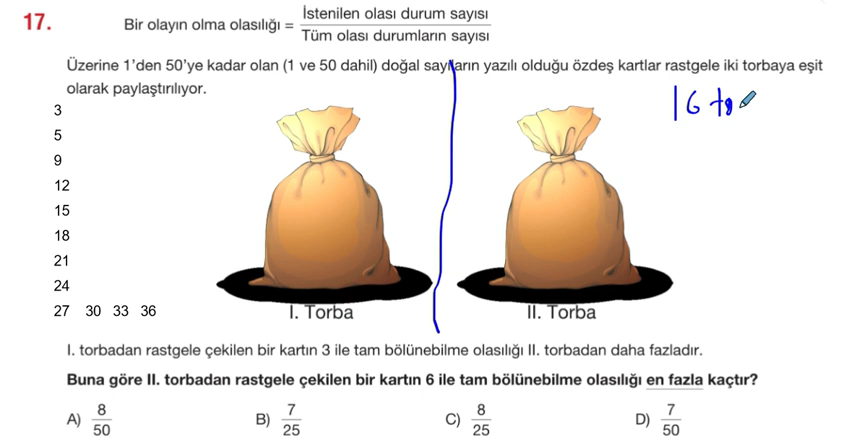 17.
Bir olayın olma olasılığı = İstenilen olası durum sayısı / Tüm olası durumların sayısı
Üzerine 1'den 50'ye kadar olan (1 ve 50 dahil) doğal sayıların yazılı olduğu özdeş kartlar rastgele iki torbaya eşit
olarak paylaştırılıyor.
16
3
5
9
12
15
18
21
24
27 30 33 36
I. Torba
II. Torba
I. torbadan rastgele çekilen bir kartın 3 ile tam bölünebilme olasılığı II. torbadan daha fazladır.
Buna göre II. torbadan rastgele çekilen bir kartın 6 ile tam bölünebilme olasılığı en fazla kaçtır?
A) 8/50 B) 7/25 C) 8/25 D) 7/50